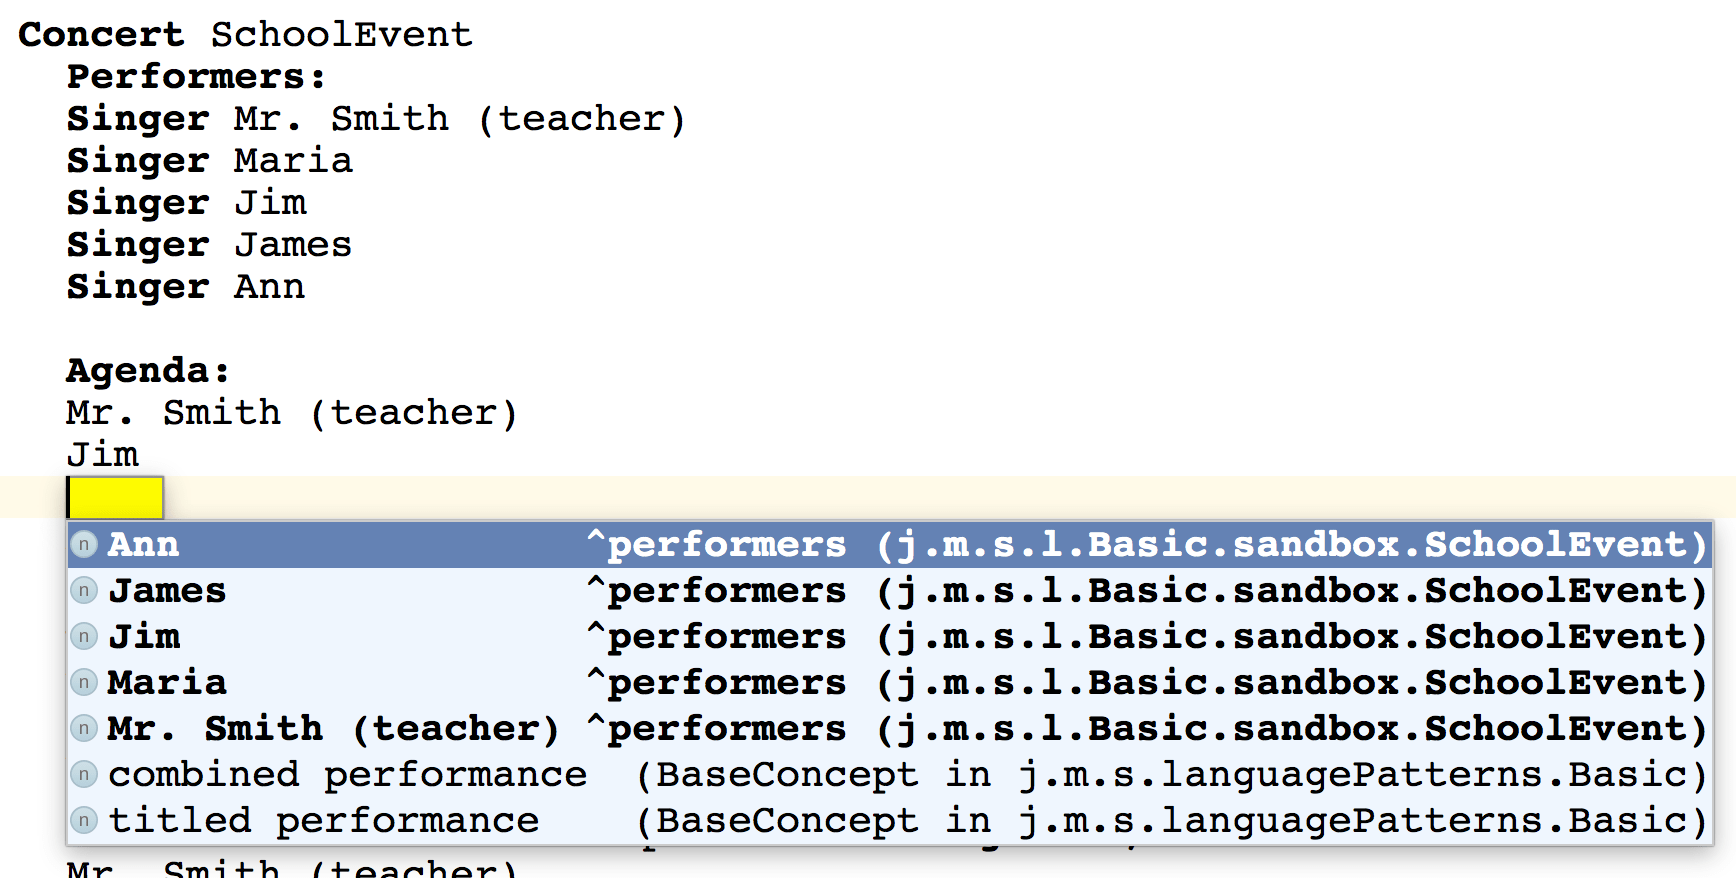 Concert SchoolEvent
Performers:
Singer Mr. Smith (teacher)
Singer Maria
Singer Jim
Singer James
Singer Ann
Agenda:
Mr. Smith (teacher)
Jim
n Ann ^performers (j.m.s.l.Basic.sandbox.SchoolEvent)
n James ^performers (j.m.s.l.Basic.sandbox.SchoolEvent)
n Jim ^performers (j.m.s.l.Basic.sandbox.SchoolEvent)
n Maria ^performers (j.m.s.l.Basic.sandbox.SchoolEvent)
n Mr. Smith (teacher) ^performers (j.m.s.l.Basic.sandbox.SchoolEvent)
n combined performance (BaseConcept in j.m.s.languagePatterns.Basic)
n titled performance (BaseConcept in j.m.s.languagePatterns.Basic)
Mr. Smith (teacher)